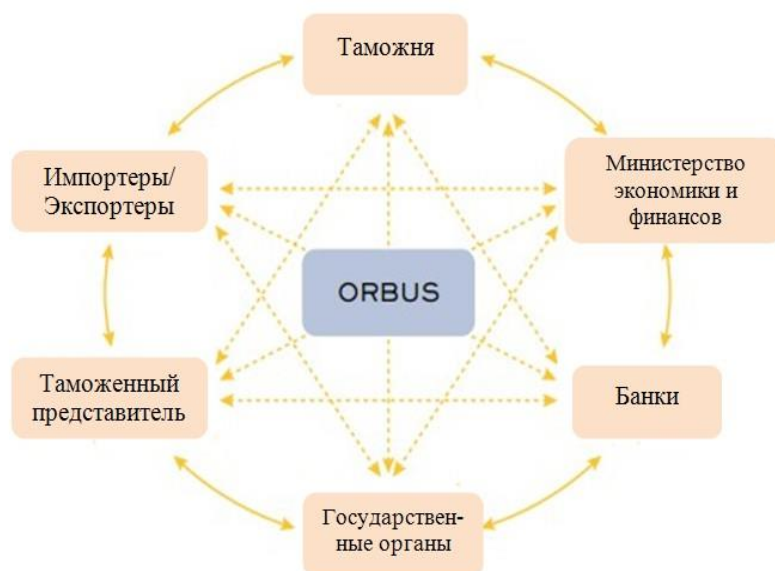 Таможня
Импортеры/
Экспортеры
Министерство
экономики и
финансов
ORBUS
Таможенный
представитель
Банки
Государствен-
ные органы